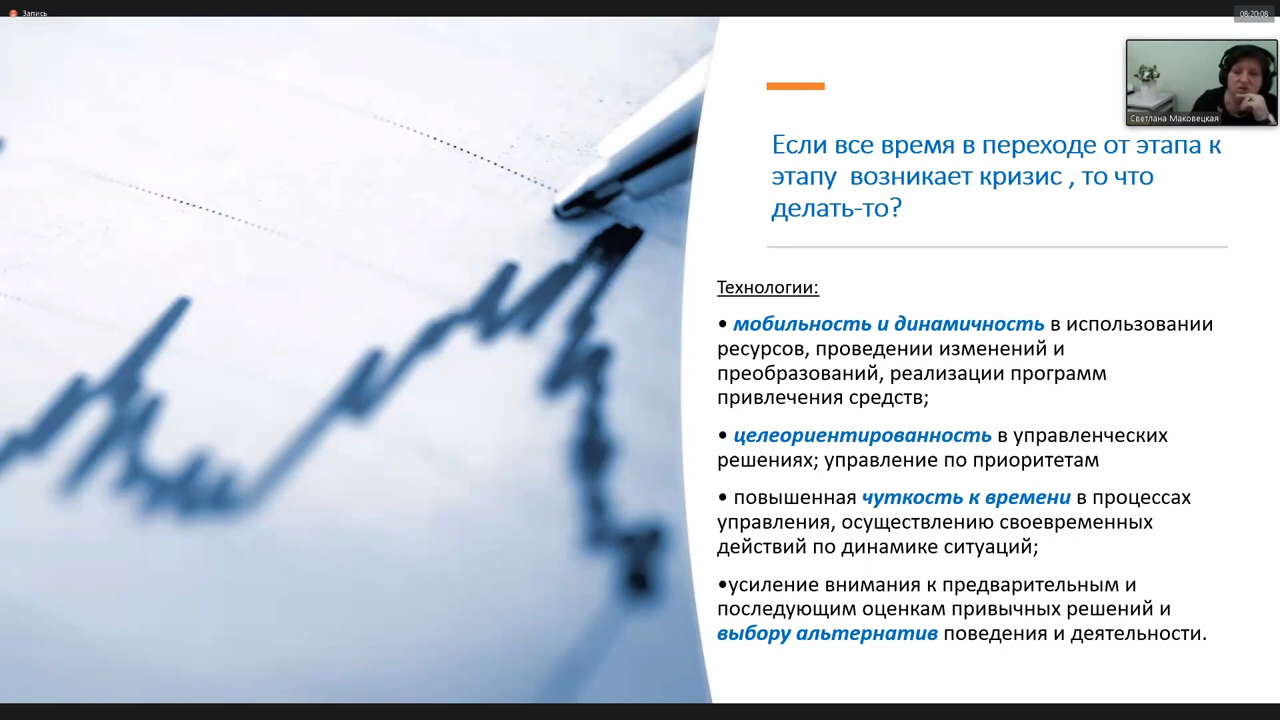 Запись
08:20:08
Светлана Маковецкая
Если все время в переходе от этапа к
этапу возникает кризис , то что
делать-то?
Технологии:
• мобильность и динамичность в использовании
ресурсов, проведении изменений и
преобразований, реализации программ
привлечения средств;
• целеориентированность в управленческих
решениях; управление по приоритетам
• повышенная чуткость к времени в процессах
управления, осуществлению своевременных
действий по динамике ситуаций;
•усиление внимания к предварительным и
последующим оценкам привычных решений и
выбору альтернатив поведения и деятельности.